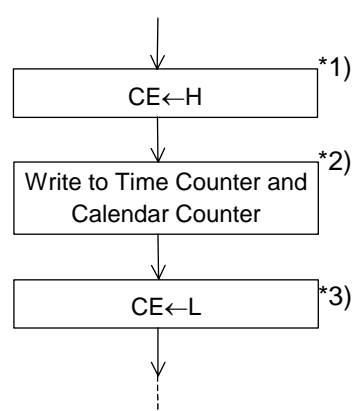 *1)
CE←H
*2)
Write to Time Counter and
Calendar Counter
*3)
CE←L